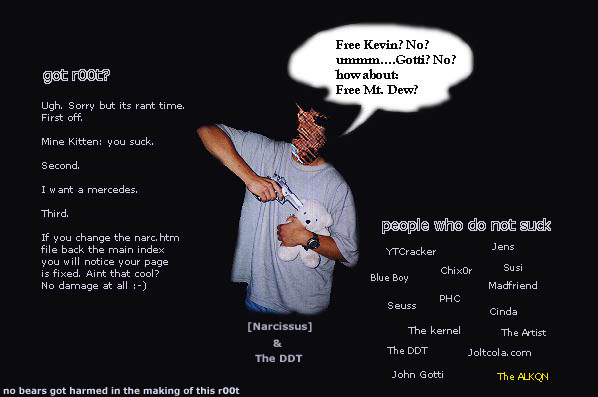 got r00t?
Ugh. Sorry but its rant time.
First off.
Mine Kitten: you suck.
Second.
I want a mercedes.
Third.
If you change the narc.htm
file back the main index
you will notice your page
is fixed. Aint that cool?
No damage at all :-)
Free Kevin? No?
ummm....Gotti? No?
how about:
Free Mt. Dew?
[Narcissus]
&
The DDT
people who do not suck
YTCracker
Jens
Blue Boy
Chix0r
Susi
Madfriend
Seuss
PHC
Cinda
The kernel
The Artist
The DDT
Joltcola.com
John Gotti
The ALKQN
no bears got harmed in the making of this r00t